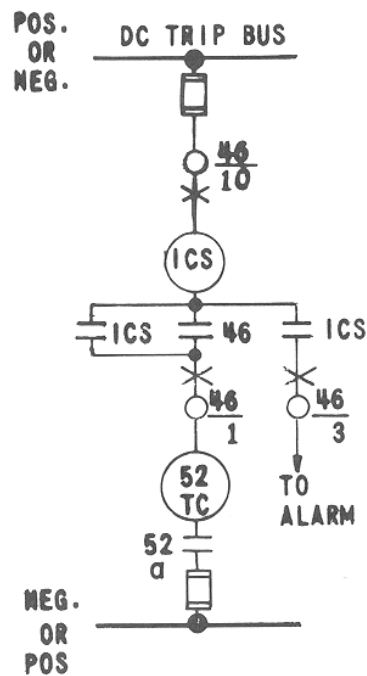 POS.
OR
NEG.
DC TRIP BUS
46
10
ICS
ICS
46
ICS
46
1
46
3
52
TC
TO
ALARM
52
a
NEG.
OR
POS